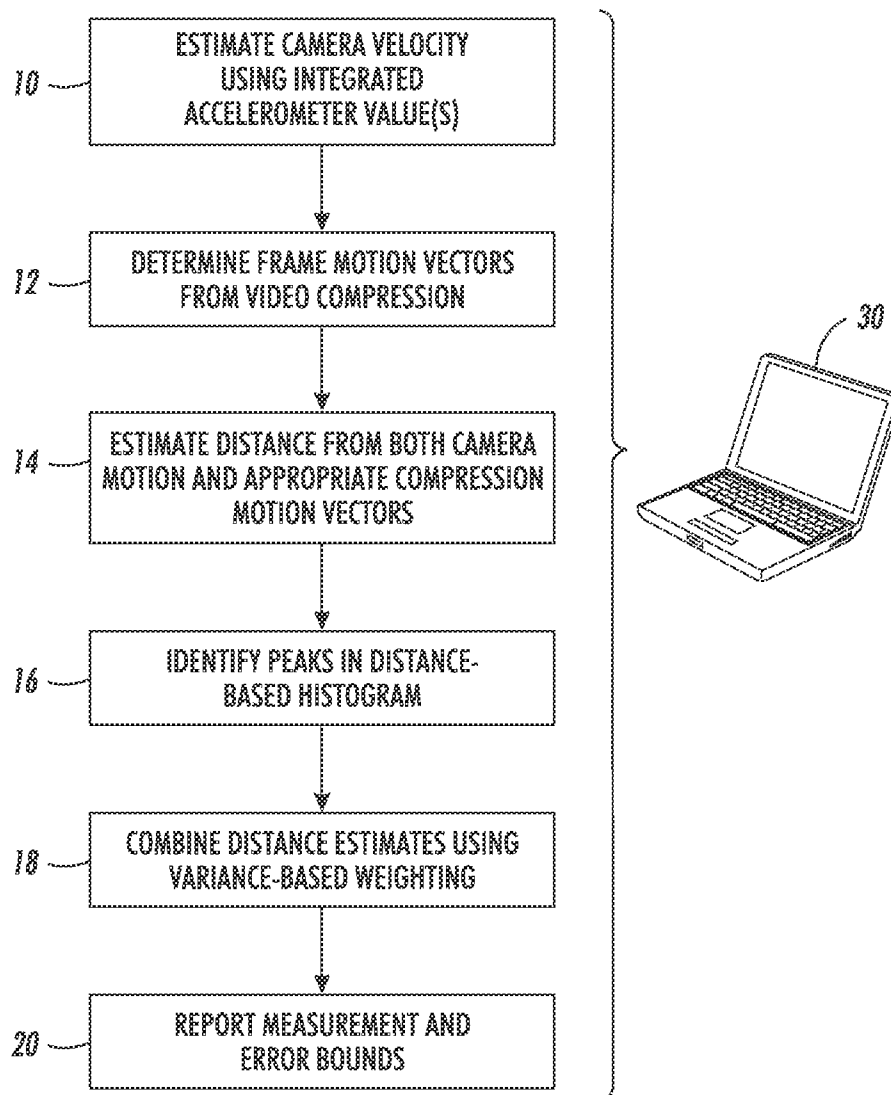 10
ESTIMATE CAMERA VELOCITY
USING INTEGRATED
ACCELEROMETER VALUE(S)
12
DETERMINE FRAME MOTION VECTORS
FROM VIDEO COMPRESSION
30
14
ESTIMATE DISTANCE FROM BOTH CAMERA
MOTION AND APPROPRIATE COMPRESSION
MOTION VECTORS
16
IDENTIFY PEAKS IN DISTANCE-
BASED HISTOGRAM
18
COMBINE DISTANCE ESTIMATES USING
VARIANCE-BASED WEIGHTING
20
REPORT MEASUREMENT AND
ERROR BOUNDS